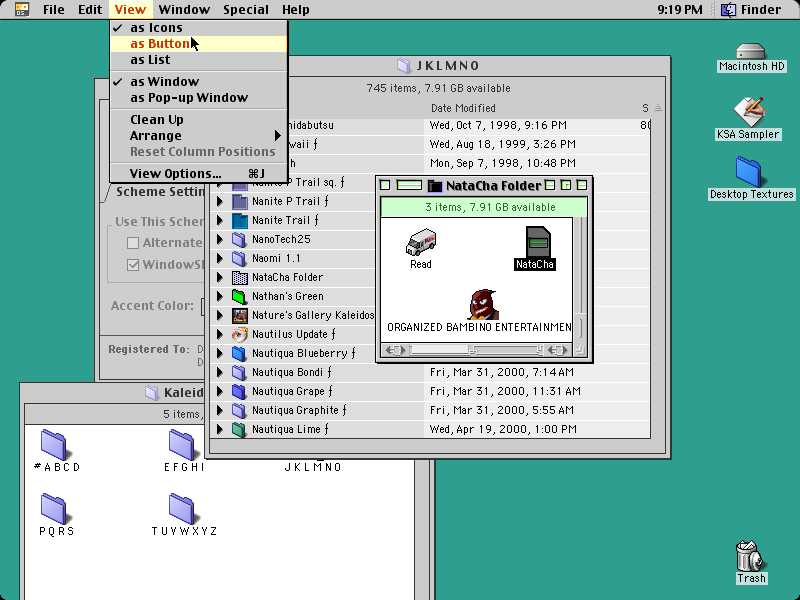 File Edit View Window Special Help 9:19 PM Finder
as Icons
as Button
as List
as Window
as Pop-up Window
Clean Up
Arrange
Reset Column Positions
View Options... ⌘J
JKLMNO
745 items, 7.91 GB available
Date Modified S
nidabutsu Wed, Oct 7, 1998, 9:16 PM
waii ƒ Wed, Aug 18, 1999, 3:26 PM
h Mon, Sep 7, 1998, 10:48 PM
Nanite P Trail sq. ƒ
Nanite P Trail ƒ
Nanite Trail ƒ
NanoTech25
Naomi 1.1
NataCha Folder
Nathan's Green
Nature's Gallery Kaleidos
Nautilus Update ƒ
Nautiqua Blueberry ƒ
Nautiqua Bondi ƒ Fri, Mar 31, 2000, 7:14 AM
Nautiqua Grape ƒ Fri, Mar 31, 2000, 11:31 AM
Nautiqua Graphite ƒ Fri, Mar 31, 2000, 5:55 AM
Nautiqua Lime ƒ Wed, Apr 19, 2000, 1:00 PM
NataCha Folder
3 items, 7.91 GB available
Read
NataCha
ORGANIZED BAMBINO ENTERTAINMEN
Scheme Settin
Use This Scher
Alternate
WindowSh
Accent Color:
Registered To: D
D
Kaleid
5 items,
#ABCD
EFGHI
JKLMNO
PQRS
TUVWXYZ
Macintosh HD
KSA Sampler
Desktop Textures
Trash